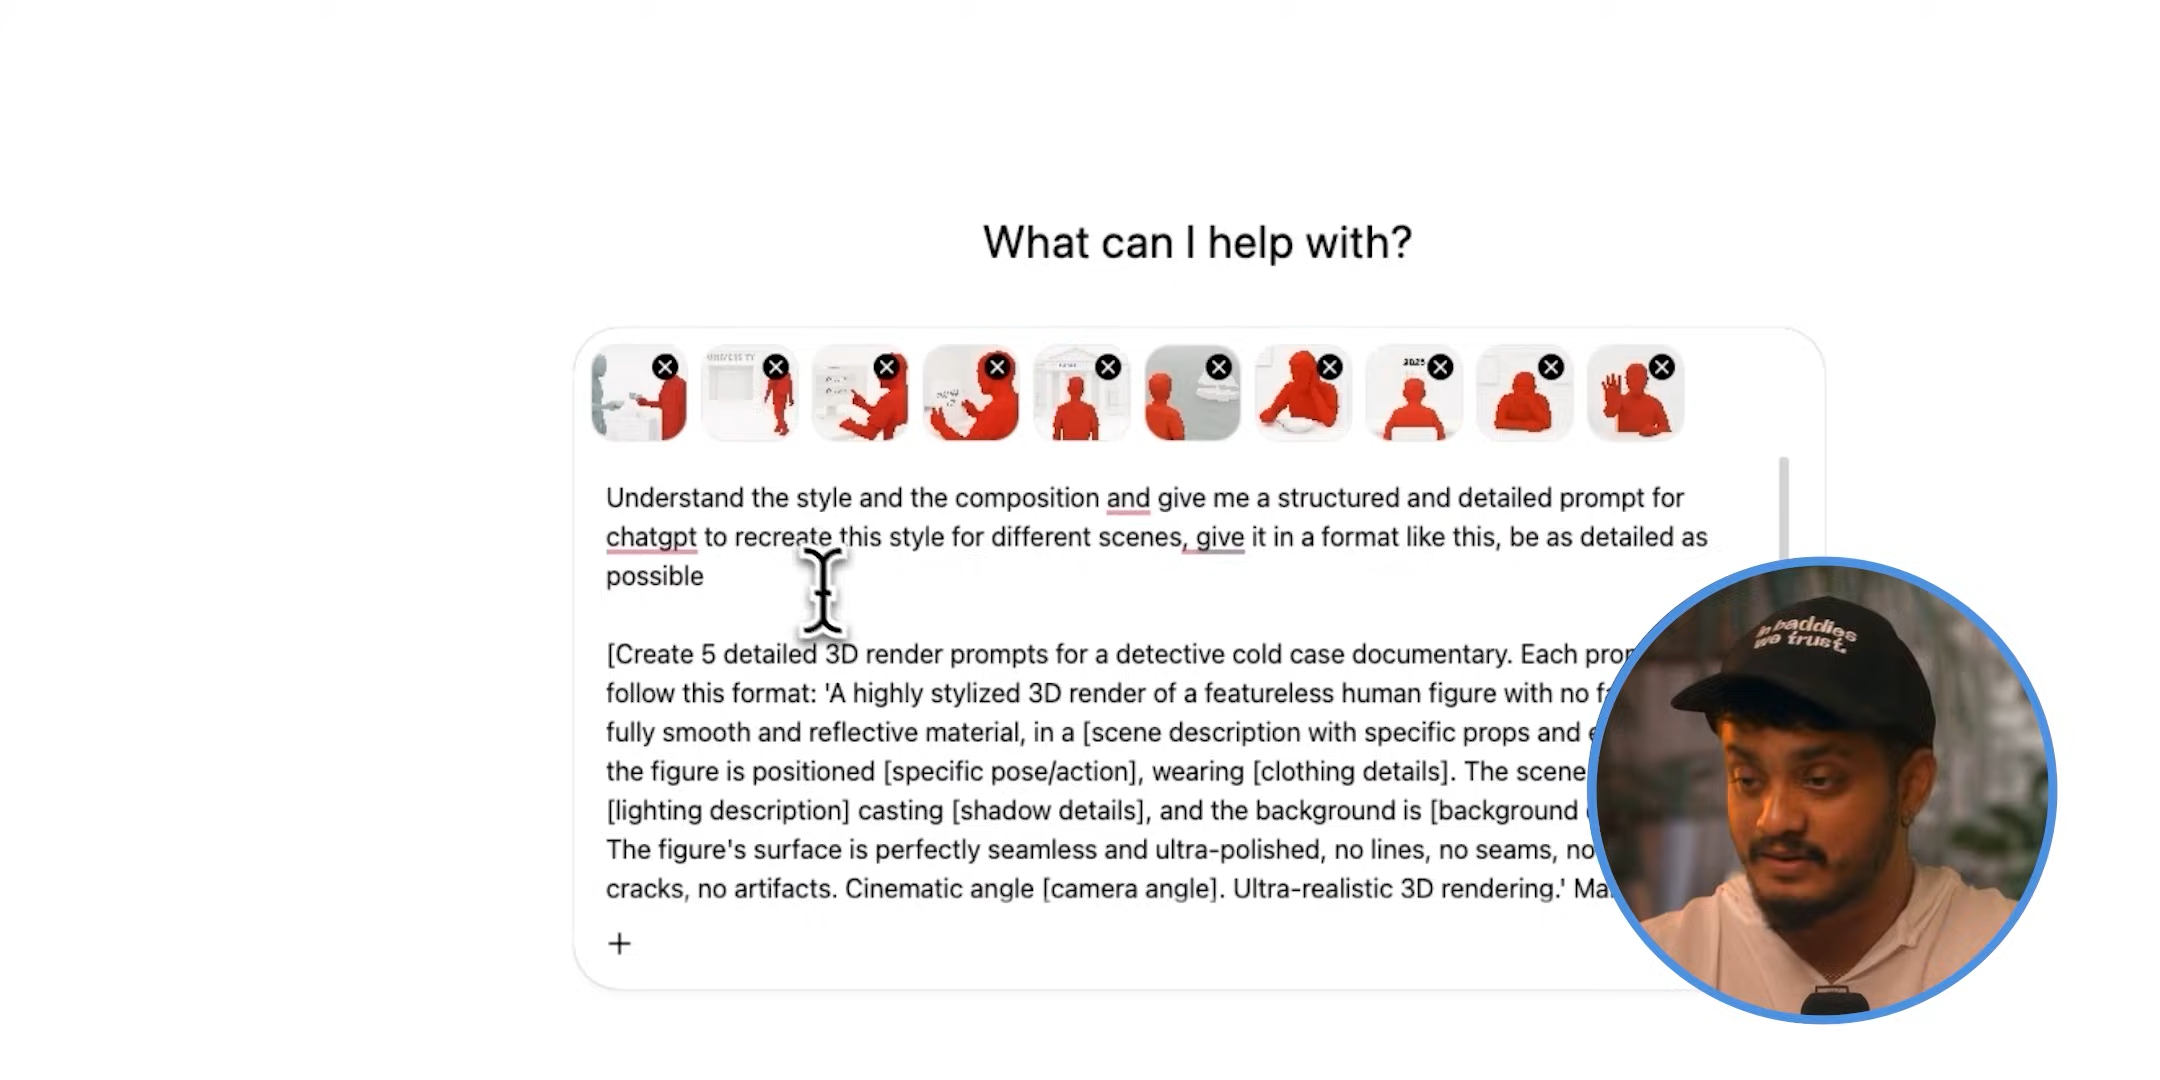 What can I help with?
2025
Understand the style and the composition and give me a structured and detailed prompt for
chatgpt to recreate this style for different scenes, give it in a format like this, be as detailed as
possible
[Create 5 detailed 3D render prompts for a detective cold case documentary. Each
follow this format: 'A highly stylized 3D render of a featureless human figure with no
fully smooth and reflective material, in a [scene description with specific props and
the figure is positioned [specific pose/action], wearing [clothing details]. The scene
[lighting description] casting [shadow details], and the background is [background
The figure's surface is perfectly seamless and ultra-polished, no lines, no seams, no
cracks, no artifacts. Cinematic angle [camera angle]. Ultra-realistic 3D rendering.'
in baddies
we trust.